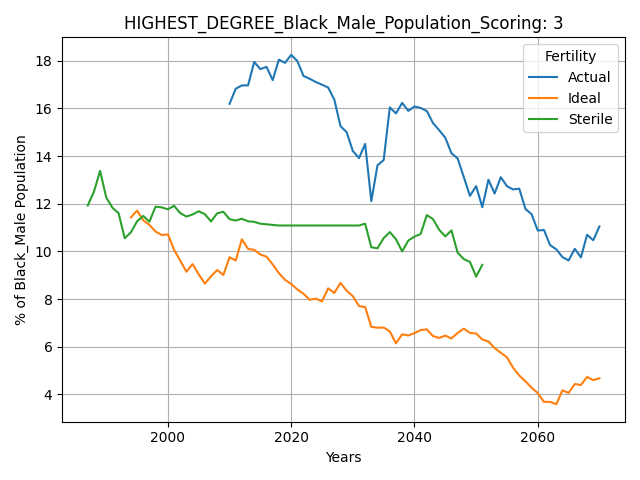 HIGHEST_DEGREE_Black_Male_Population_Scoring: 3
% of Black_Male Population
18
16
14
12
10
8
6
4
Fertility
Actual
Ideal
Sterile
2000
2020
2040
2060
Years